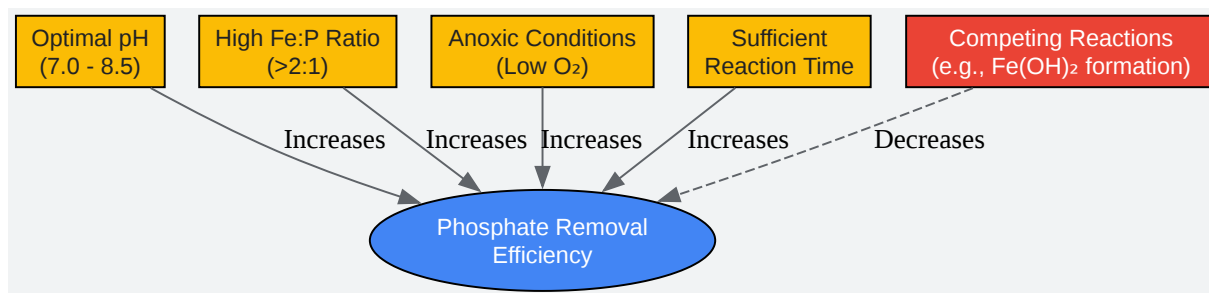 Optimal pH
(7.0 - 8.5)
High Fe:P Ratio
(>2:1)
Anoxic Conditions
(Low O₂)
Sufficient
Reaction Time
Competing Reactions
(e.g., Fe(OH)₂ formation)
Increases
Increases
Increases
Increases
Decreases
Phosphate Removal
Efficiency